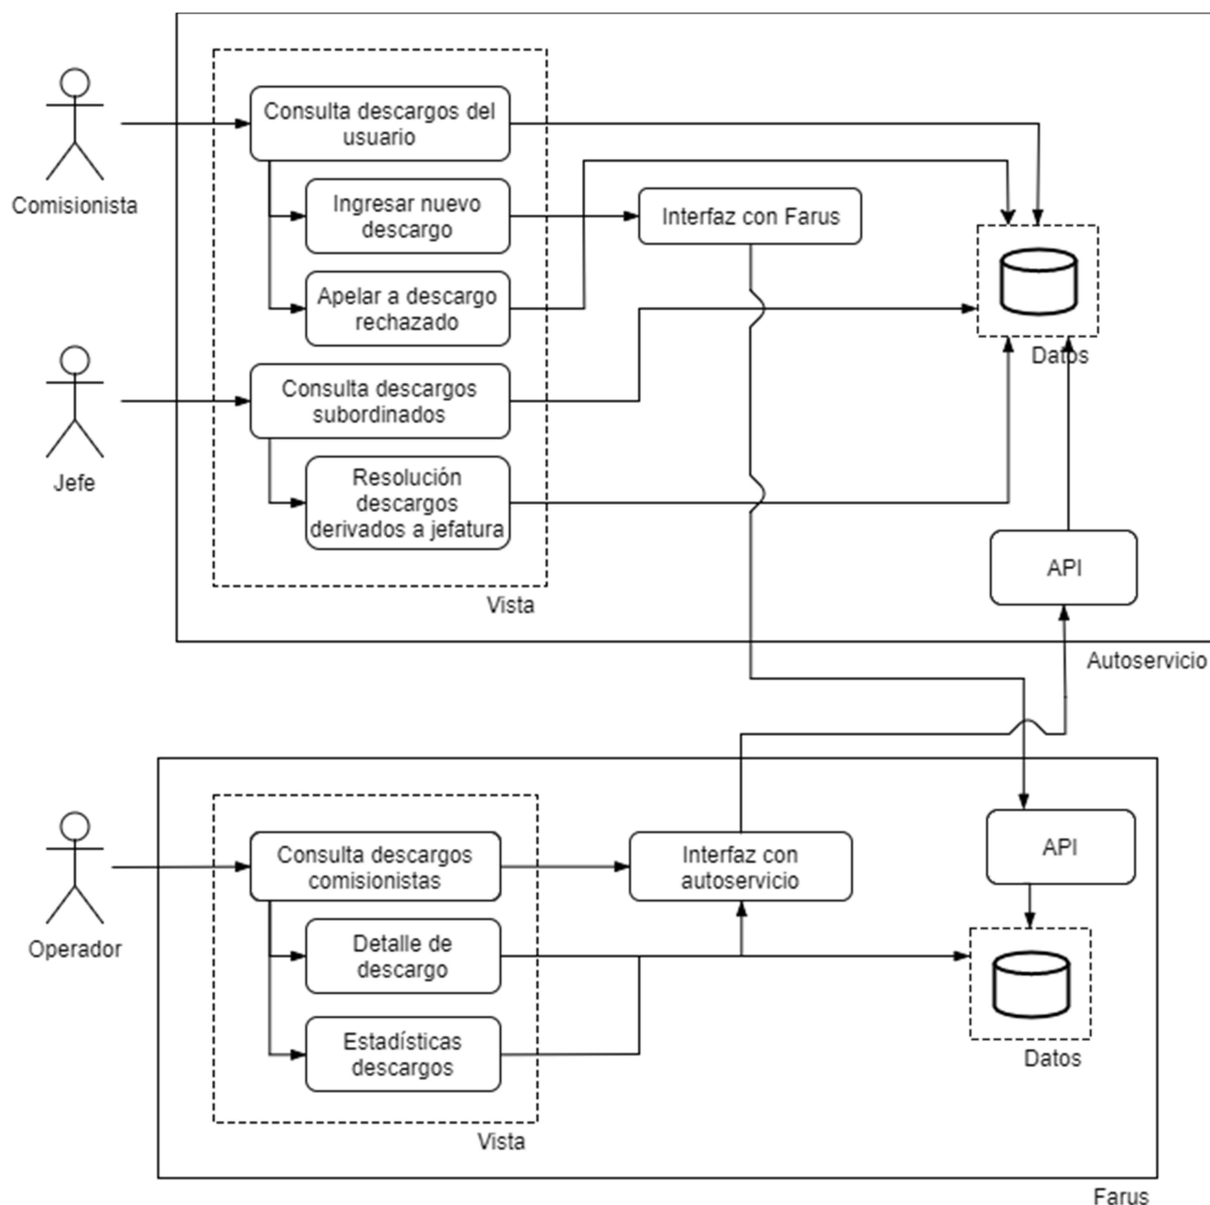 Comisionista
Consulta descargos del
usuario
Ingresar nuevo
descargo
Apelar a descargo
rechazado
Interfaz con Farus
Datos
Jefe
Consulta descargos
subordinados
Resolución
descargos
derivados a jefatura
Vista
API
Autoservicio
Operador
Consulta descargos
comisionistas
Detalle de
descargo
Estadísticas
descargos
Vista
Interfaz con
autoservicio
API
Datos
Farus